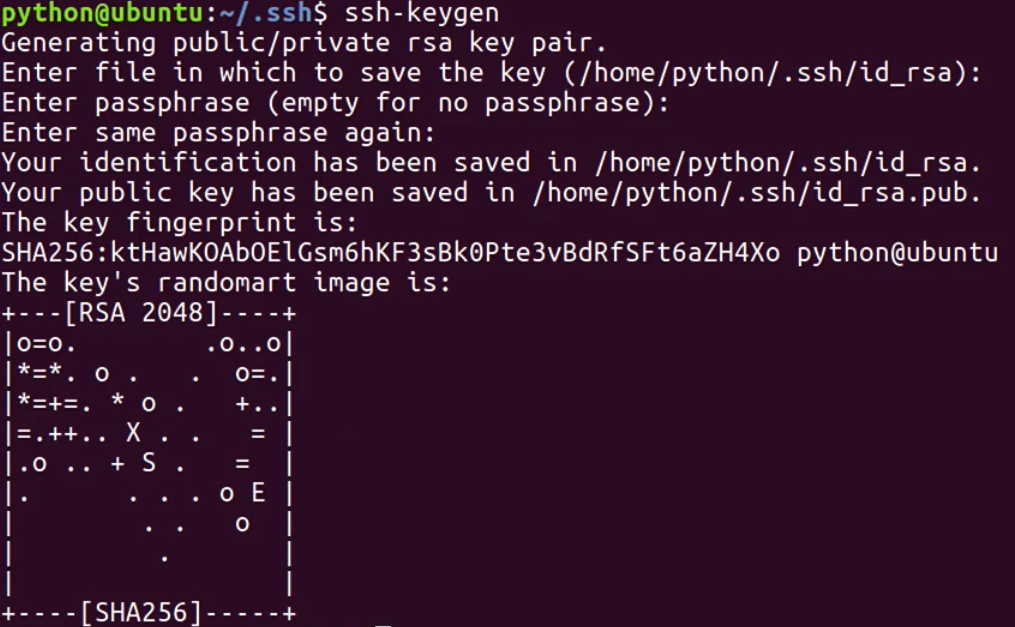 python@ubuntu:~/.ssh$ ssh-keygen
Generating public/private rsa key pair.
Enter file in which to save the key (/home/python/.ssh/id_rsa):
Enter passphrase (empty for no passphrase):
Enter same passphrase again:
Your identification has been saved in /home/python/.ssh/id_rsa.
Your public key has been saved in /home/python/.ssh/id_rsa.pub.
The key fingerprint is:
SHA256:ktHawKOAbOElGsm6hKF3sBk0Pte3vBdRfSFt6aZH4Xo python@ubuntu
The key's randomart image is:
+---[RSA 2048]----+
|o=o.        .o..o|
|*=*. o .   .  o=.|
|*=+=. * o .   +..|
|=.++.. X . .   = |
|.o .. + S .   =  |
|.      . . . o E |
|        . .   o  |
|         .       |
|                 |
+----[SHA256]-----+